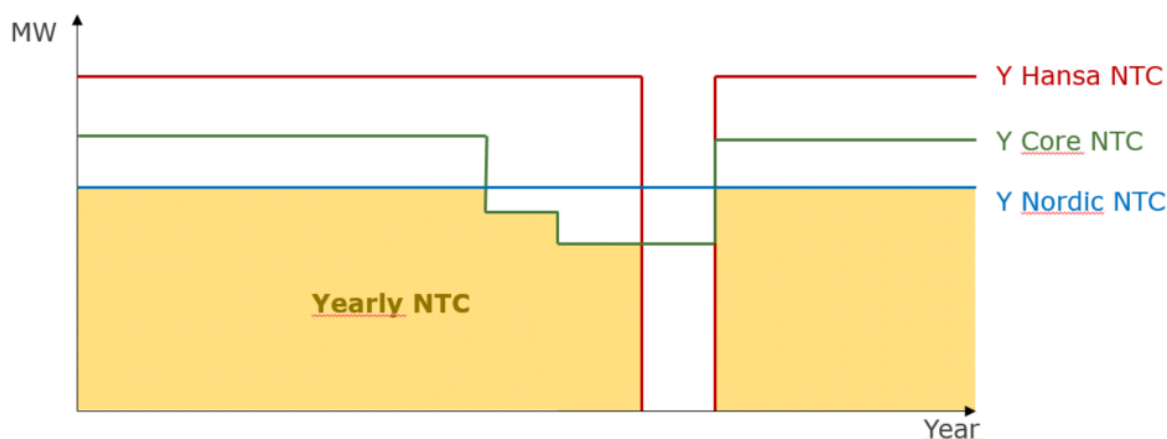 MW
Y Hansa NTC
Y Core NTC
Y Nordic NTC
Yearly NTC
Year